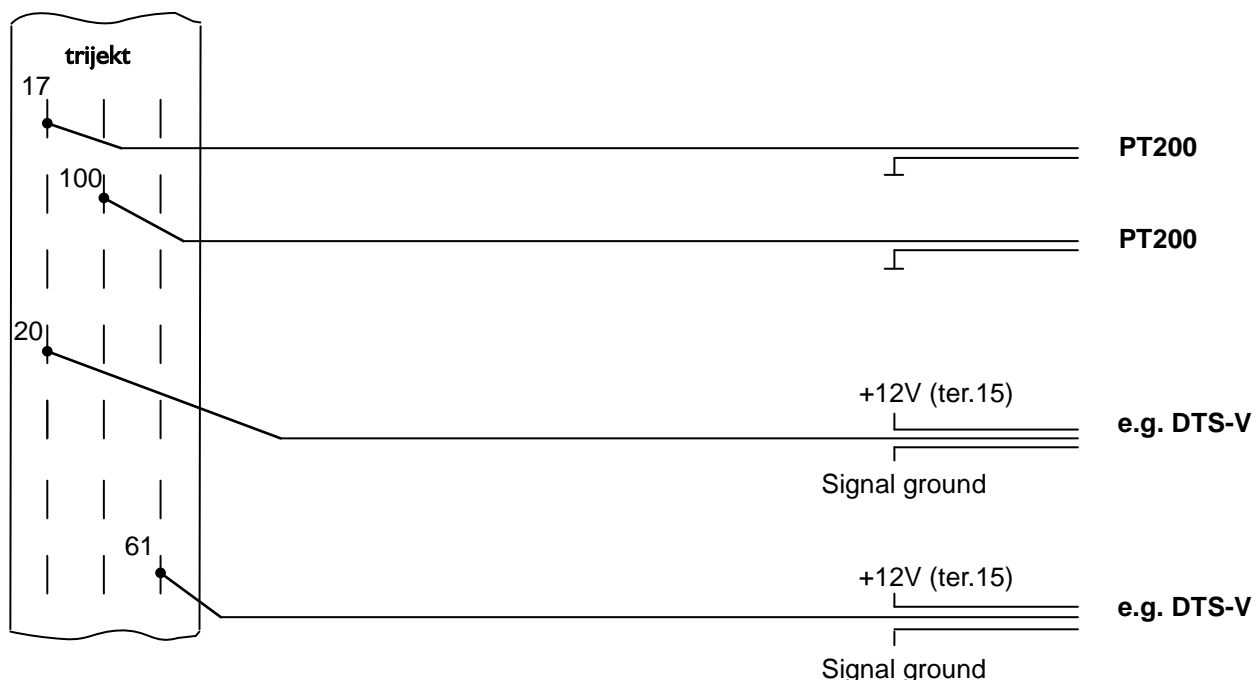 trijekt
17
PT200
100
PT200
20
+12V (ter.15)
e.g. DTS-V
Signal ground
61
+12V (ter.15)
e.g. DTS-V
Signal ground